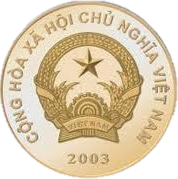 CỘNG HÒA XÃ HỘI CHỦ NGHĨA VIỆT NAM
VIỆT NAM
2003